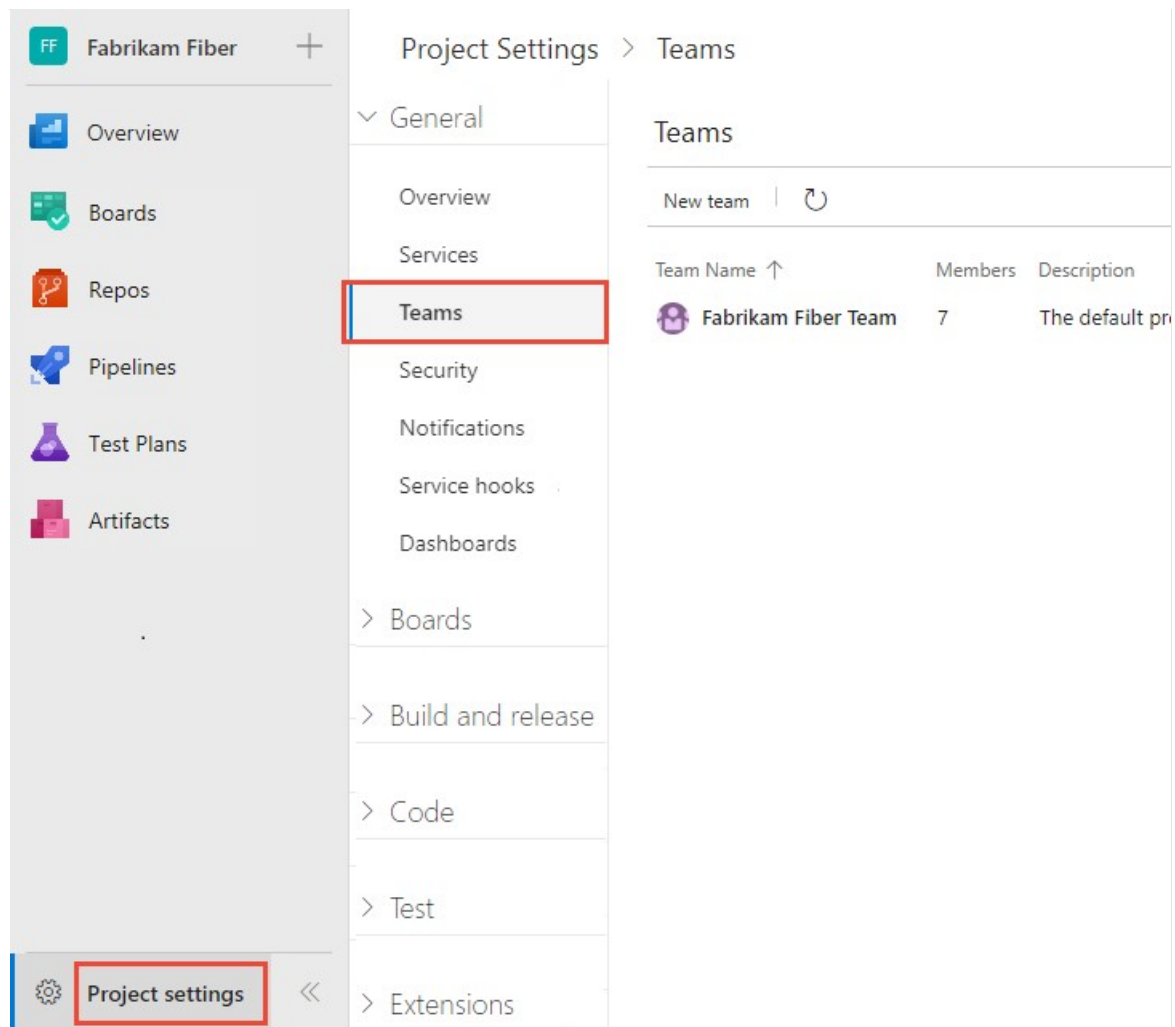 FF Fabrikam Fiber
Overview
Boards
Repos
Pipelines
Test Plans
Artifacts
Project settings
Project Settings > Teams
General
Overview
Services
Teams
Security
Notifications
Service hooks
Dashboards
Boards
Build and release
Code
Test
Extensions
Teams
New team
Team Name ↑ Members Description
Fabrikam Fiber Team 7 The default pr